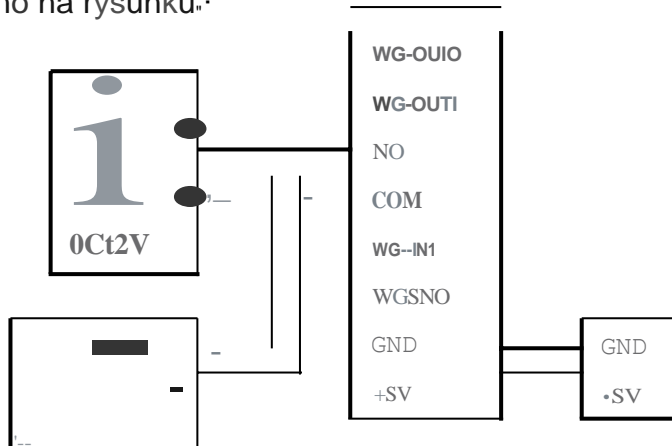 no na rysunku"·
WG-OUIO
WG-OUTI
NO
COM
WG--IN1
WGSNO
GND
+SV
i
0Ct2V
GND
•SV